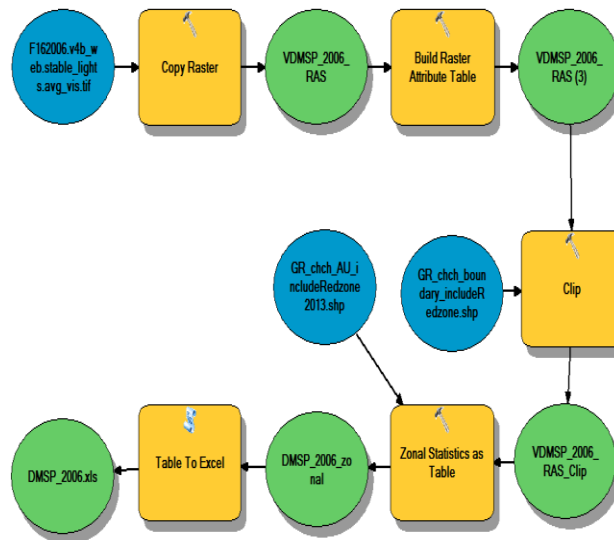 F162006.v4b_w
eb.stable_light
s.avg_vis.tif
Copy Raster
VDMSP_2006_
RAS
Build Raster
Attribute Table
VDMSP_2006_
RAS (3)
GR_chch_AU_i
ncludeRedzone
2013.shp
GR_chch_boun
dary_includeR
edzone.shp
Clip
DMSP_2006.xls
Table To Excel
DMSP_2006_zo
nal
Zonal Statistics as
Table
VDMSP_2006_
RAS_Clip